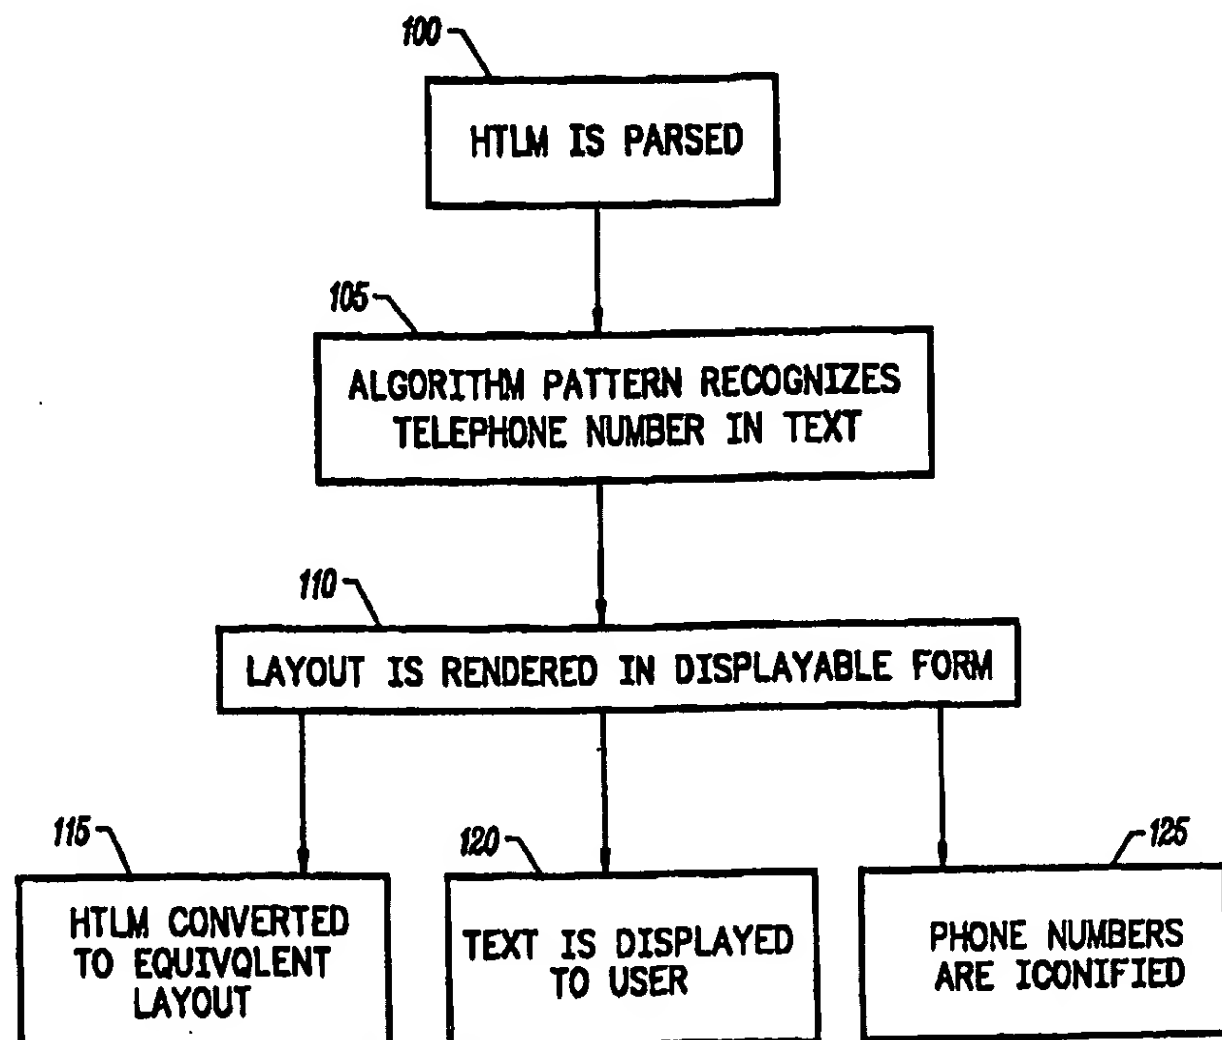 100
HTLM IS PARSED
105
ALGORITHM PATTERN RECOGNIZES
TELEPHONE NUMBER IN TEXT
110
LAYOUT IS RENDERED IN DISPLAYABLE FORM
115
HTLM CONVERTED
TO EQUIVQLENT
LAYOUT
120
TEXT IS DISPLAYED
TO USER
125
PHONE NUMBERS
ARE ICONIFIED